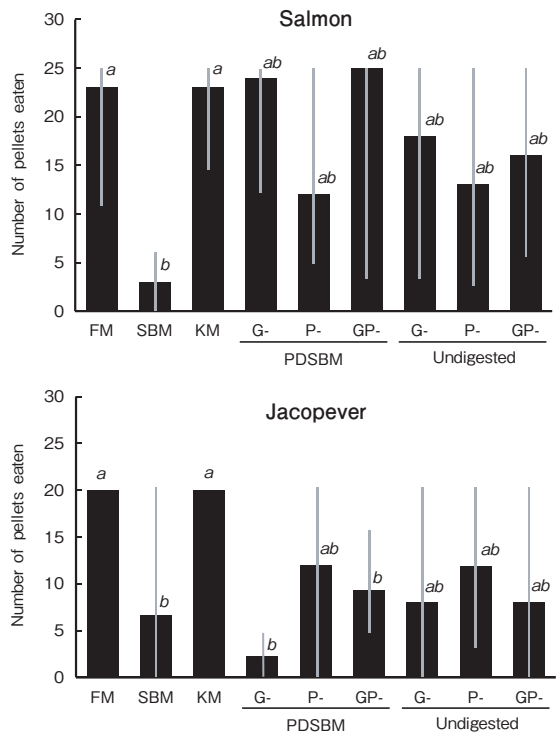 Salmon
Number of pellets eaten
30
25
20
15
10
5
0
a
b
a
ab
ab
ab
ab
ab
ab
FM SBM KM G- P- GP- G- P- GP-
PDSBM Undigested
Jacopever
Number of pellets eaten
30
25
20
15
10
5
0
a
b
a
b
ab
b
ab
ab
ab
FM SBM KM G- P- GP- G- P- GP-
PDSBM Undigested